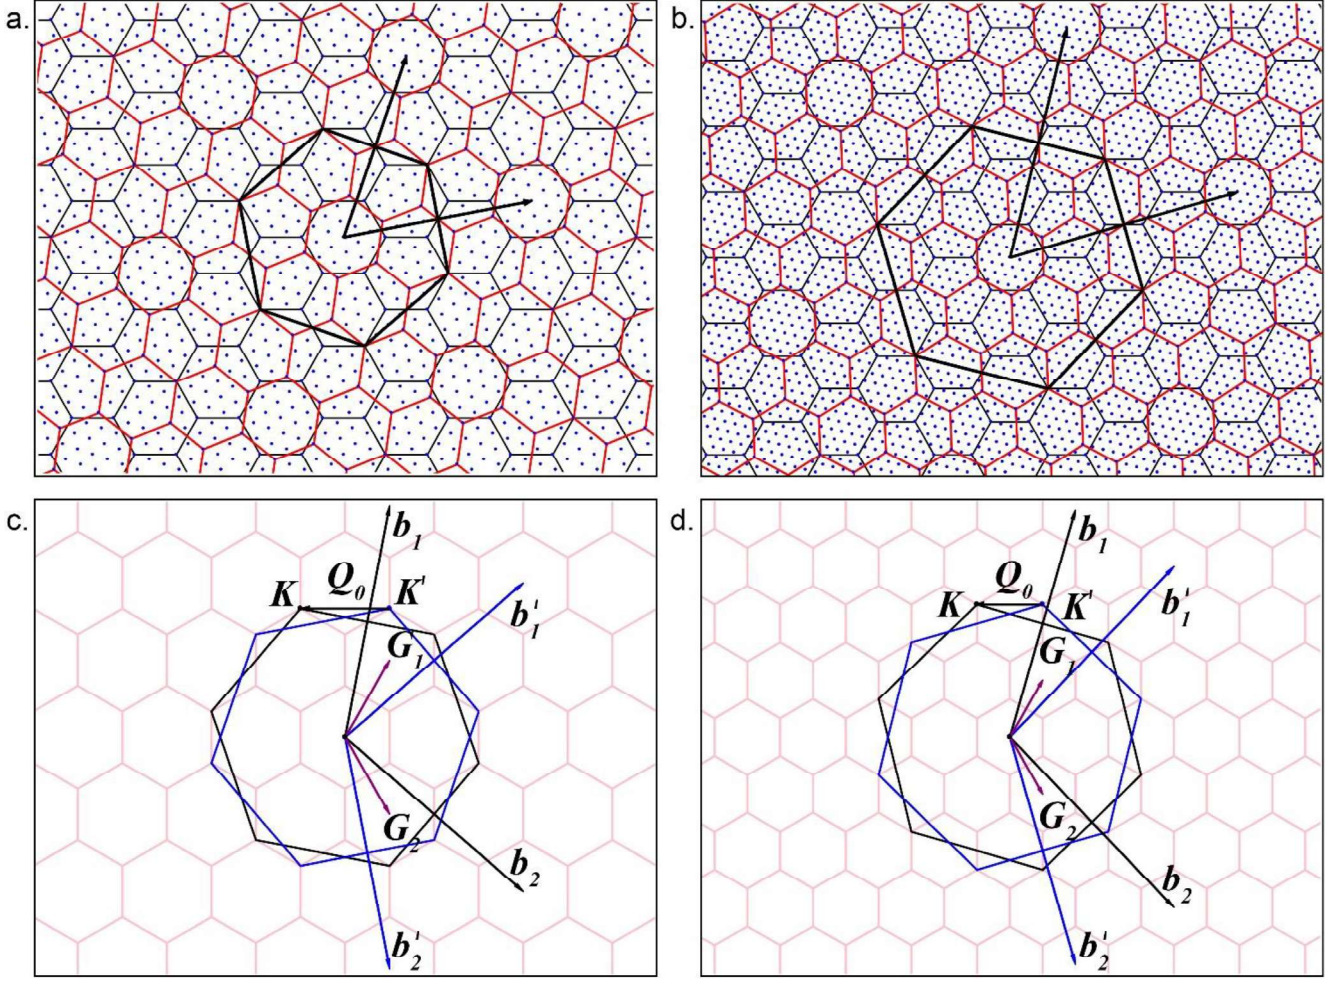 a.
b.
c.
b₁
Q₀
K
K'
b'₁
G₁
G₂
b₂
b'₂
d.
b₁
Q₀
K
K'
b'₁
G₁
G₂
b₂
b'₂